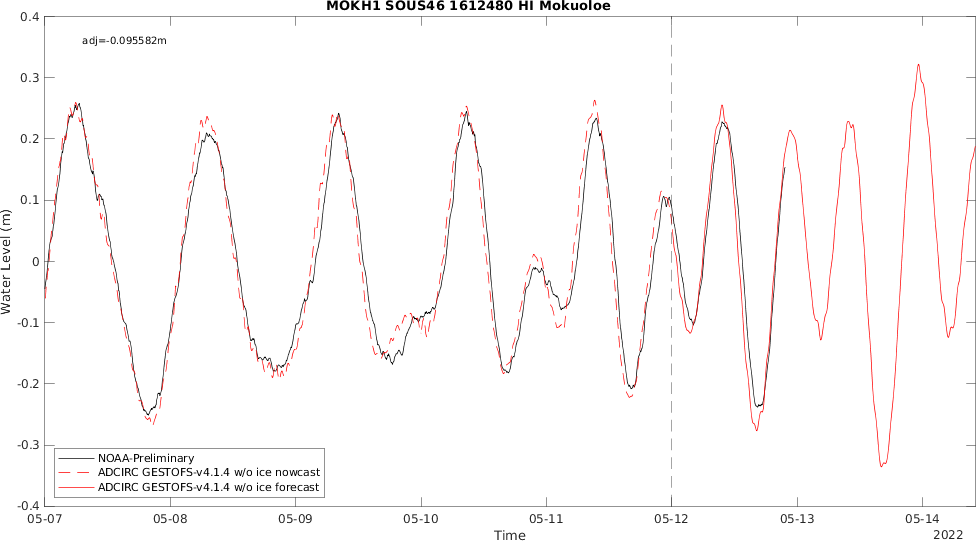 MOKH1 SOUS46 1612480 HI Mokuoloe
adj=-0.095582m
0.4
0.3
0.2
0.1
0
-0.1
-0.2
-0.3
-0.4
Water Level (m)
NOAA-Preliminary
ADCIRC GESTOFS-v4.1.4 w/o ice nowcast
ADCIRC GESTOFS-v4.1.4 w/o ice forecast
05-07 05-08 05-09 05-10 05-11 05-12 05-13 05-14
Time
2022